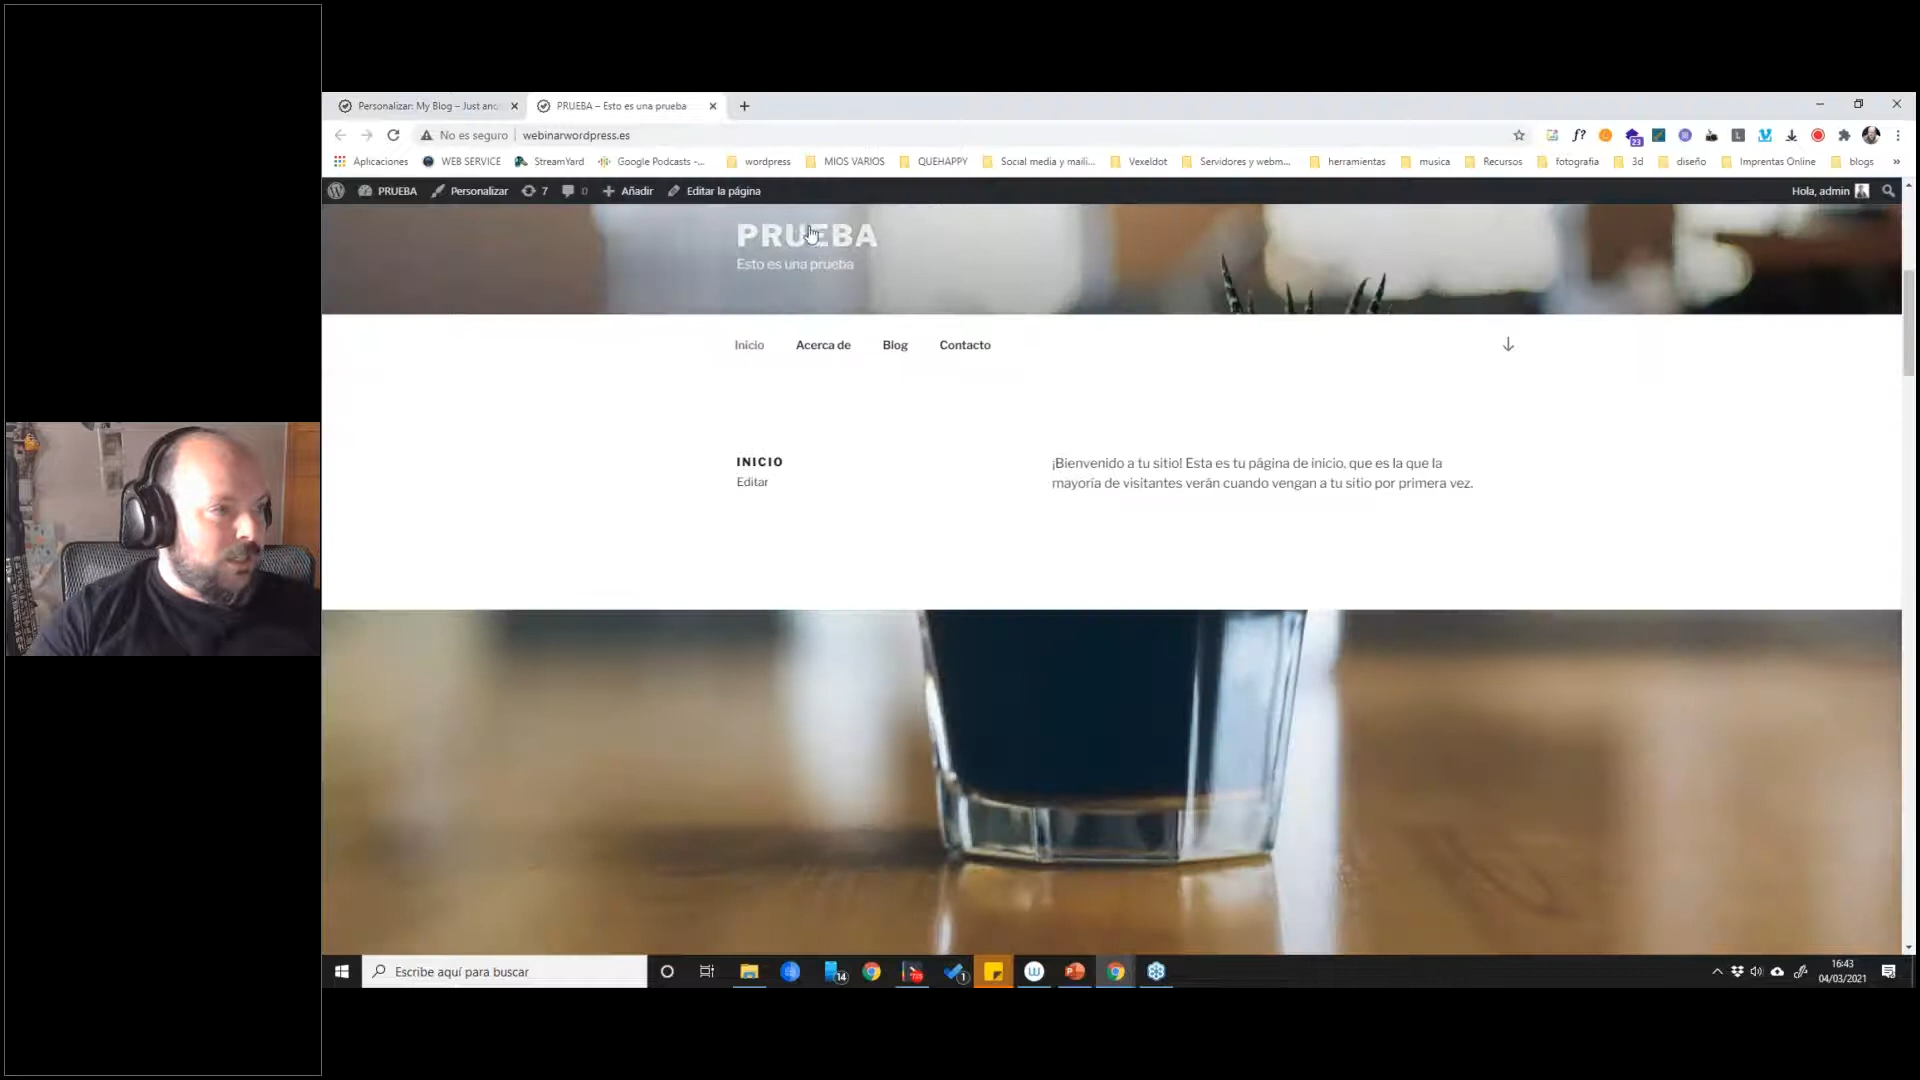 Personalizar: My Blog – Just ano
PRUEBA – Esto es una prueba
No es seguro
webinarwordpress.es
Aplicaciones
WEB SERVICE
StreamYard
Google Podcasts -...
wordpress
MIOS VARIOS
QUEHAPPY
Social media y maili...
Vexeldot
Servidores y webm...
herramientas
musica
Recursos
fotografia
3d
diseño
Imprentas Online
blogs
PRUEBA
Personalizar
7
0
Añadir
Editar la página
Hola, admin
PRUEBA
Esto es una prueba
Inicio
Acerca de
Blog
Contacto
INICIO
Editar
¡Bienvenido a tu sitio! Esta es tu página de inicio, que es la que la
mayoría de visitantes verán cuando vengan a tu sitio por primera vez.
Escribe aquí para buscar
14
1
16:43
04/03/2021